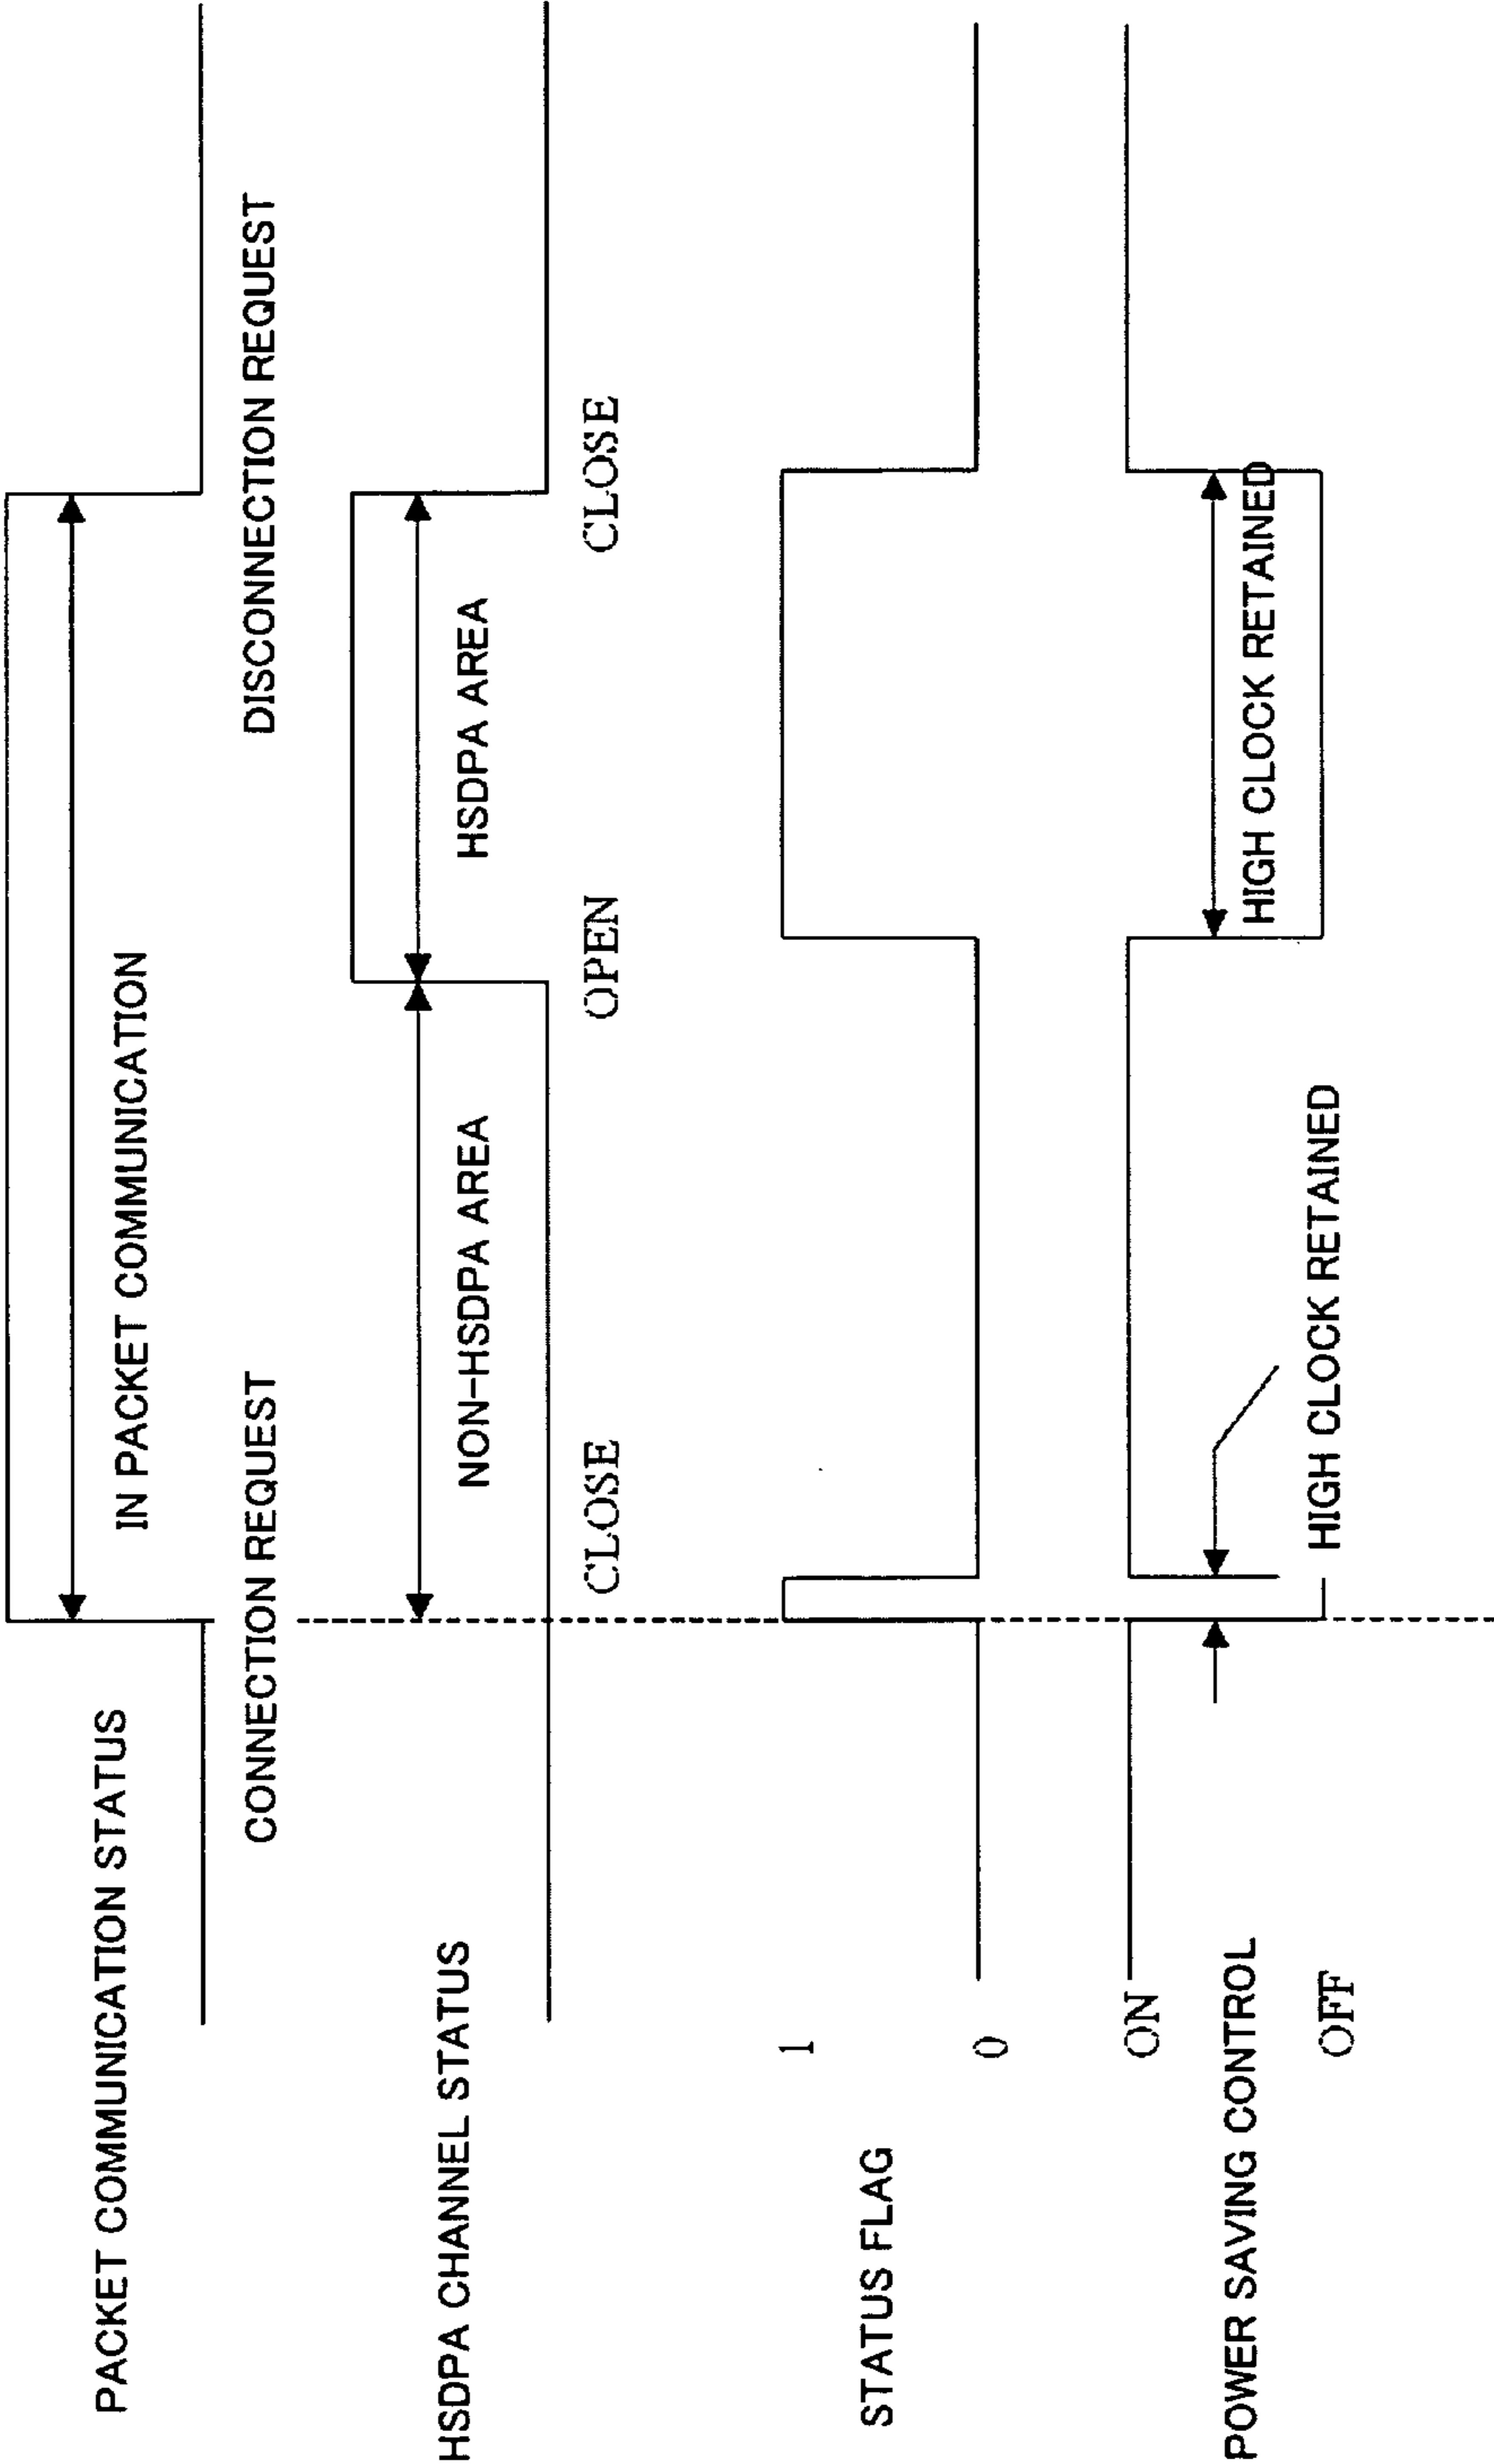 PACKET COMMUNICATION STATUS
IN PACKET COMMUNICATION
CONNECTION REQUEST
DISCONNECTION REQUEST
HSDPA CHANNEL STATUS
NON-HSDPA AREA
HSDPA AREA
CLOSE
OPEN
CLOSE
STATUS FLAG
1
0
POWER SAVING CONTROL
ON
OFF
HIGH CLOCK RETAINED
HIGH CLOCK RETAINED